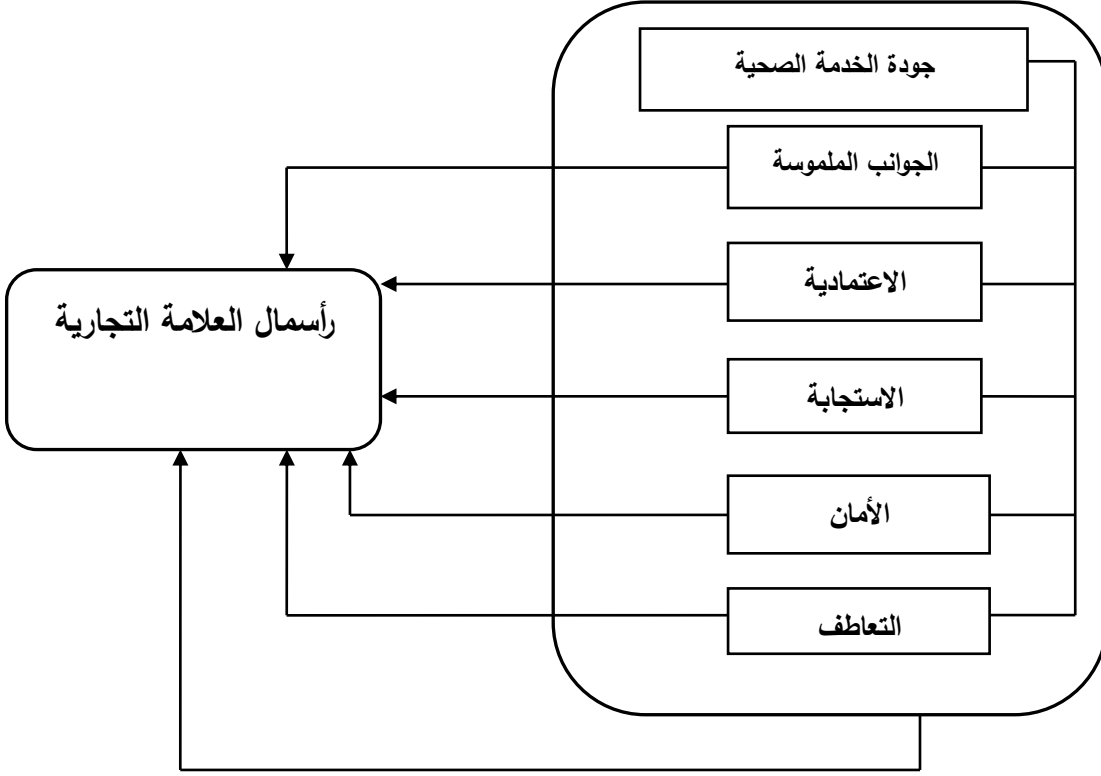 جودة الخدمة الصحية
الجوانب الملموسة
الاعتمادية
رأسمال العلامة التجارية
الاستجابة
الأمان
التعاطف